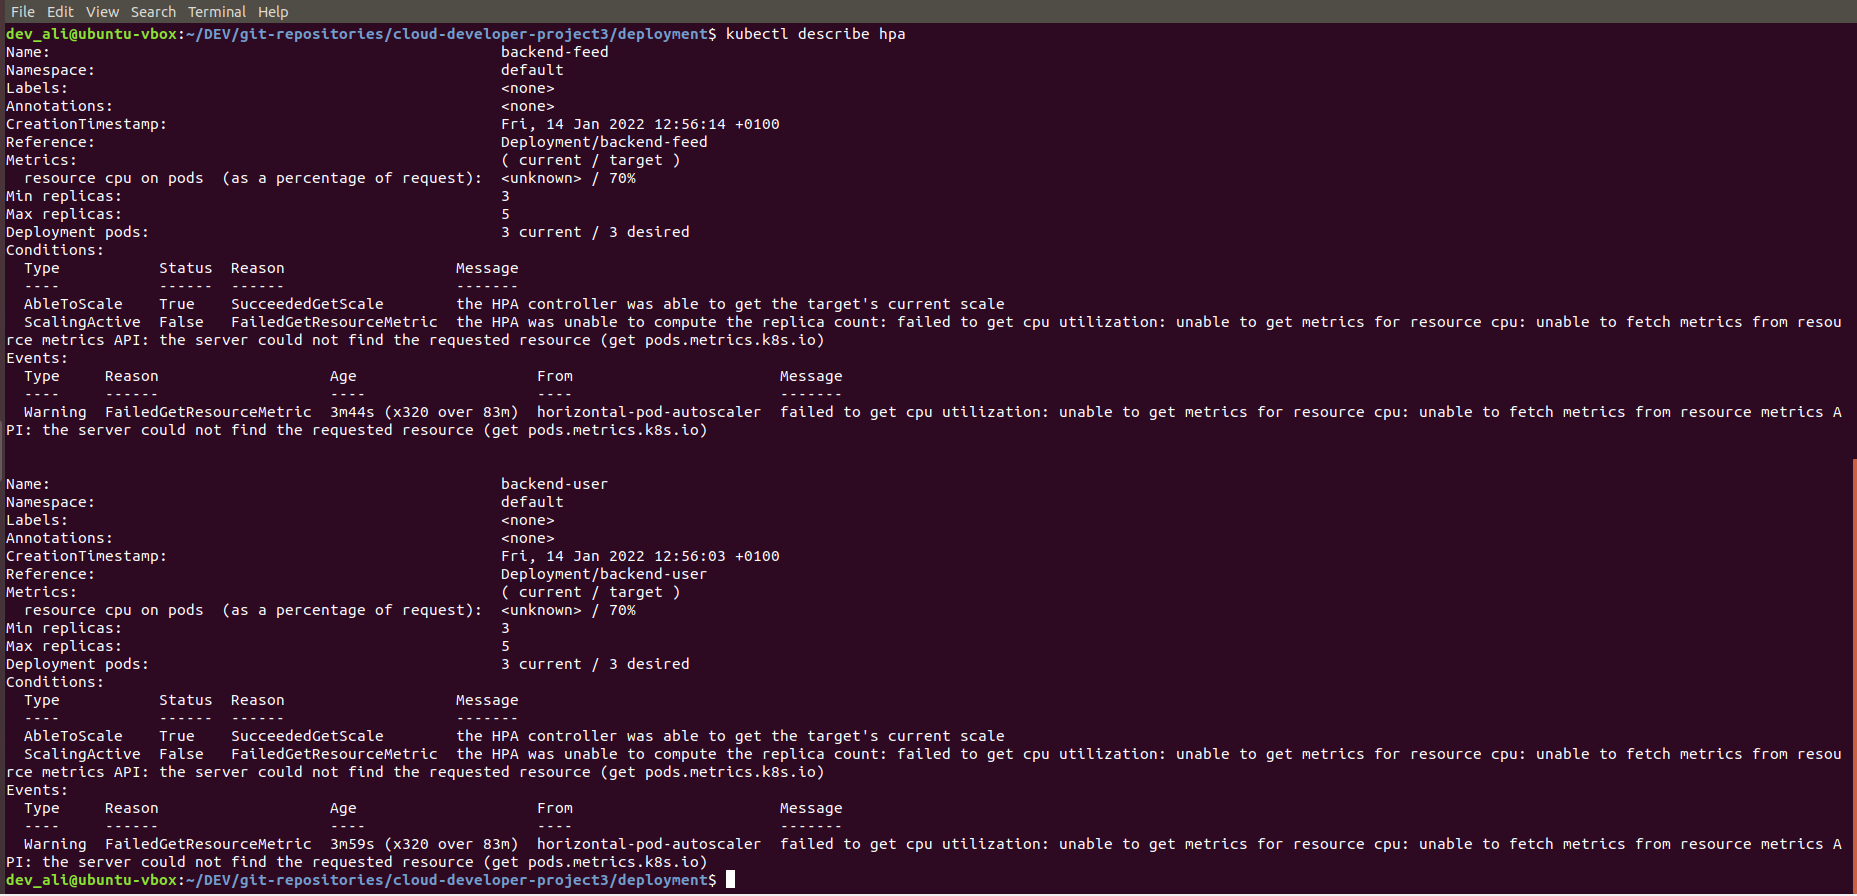 File Edit View Search Terminal Help
dev_ali@ubuntu-vbox:~/DEV/git-repositories/cloud-developer-project3/deployment$ kubectl describe hpa
Name:                                                  backend-feed
Namespace:                                             default
Labels:                                                <none>
Annotations:                                           <none>
CreationTimestamp:                                     Fri, 14 Jan 2022 12:56:14 +0100
Reference:                                             Deployment/backend-feed
Metrics:                                               ( current / target )
  resource cpu on pods  (as a percentage of request):  <unknown> / 70%
Min replicas:                                          3
Max replicas:                                          5
Deployment pods:                                       3 current / 3 desired
Conditions:
  Type           Status  Reason                   Message
  ----           ------  ------                   -------
  AbleToScale    True    SucceededGetScale        the HPA controller was able to get the target's current scale
  ScalingActive  False   FailedGetResourceMetric  the HPA was unable to compute the replica count: failed to get cpu utilization: unable to get metrics for resource cpu: unable to fetch metrics from resou
rce metrics API: the server could not find the requested resource (get pods.metrics.k8s.io)
Events:
  Type     Reason                   Age                    From                       Message
  ----     ------                   ----                   ----                       -------
  Warning  FailedGetResourceMetric  3m44s (x320 over 83m)  horizontal-pod-autoscaler  failed to get cpu utilization: unable to get metrics for resource cpu: unable to fetch metrics from resource metrics A
PI: the server could not find the requested resource (get pods.metrics.k8s.io)
Name:                                                  backend-user
Namespace:                                             default
Labels:                                                <none>
Annotations:                                           <none>
CreationTimestamp:                                     Fri, 14 Jan 2022 12:56:03 +0100
Reference:                                             Deployment/backend-user
Metrics:                                               ( current / target )
  resource cpu on pods  (as a percentage of request):  <unknown> / 70%
Min replicas:                                          3
Max replicas:                                          5
Deployment pods:                                       3 current / 3 desired
Conditions:
  Type           Status  Reason                   Message
  ----           ------  ------                   -------
  AbleToScale    True    SucceededGetScale        the HPA controller was able to get the target's current scale
  ScalingActive  False   FailedGetResourceMetric  the HPA was unable to compute the replica count: failed to get cpu utilization: unable to get metrics for resource cpu: unable to fetch metrics from resou
rce metrics API: the server could not find the requested resource (get pods.metrics.k8s.io)
Events:
  Type     Reason                   Age                    From                       Message
  ----     ------                   ----                   ----                       -------
  Warning  FailedGetResourceMetric  3m59s (x320 over 83m)  horizontal-pod-autoscaler  failed to get cpu utilization: unable to get metrics for resource cpu: unable to fetch metrics from resource metrics A
PI: the server could not find the requested resource (get pods.metrics.k8s.io)
dev_ali@ubuntu-vbox:~/DEV/git-repositories/cloud-developer-project3/deployment$